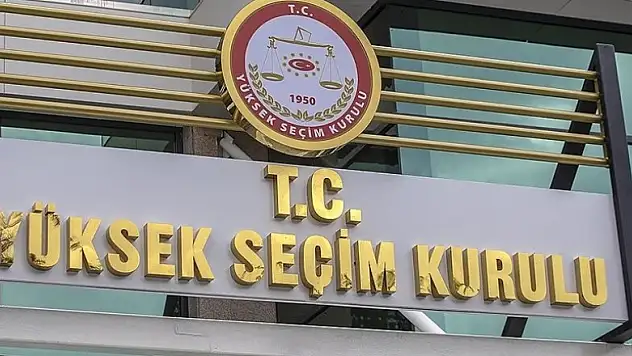 T.C.
1950
YÜKSEK SEÇİM KURULU
T.C.
YÜKSEK SEÇİM KURULU